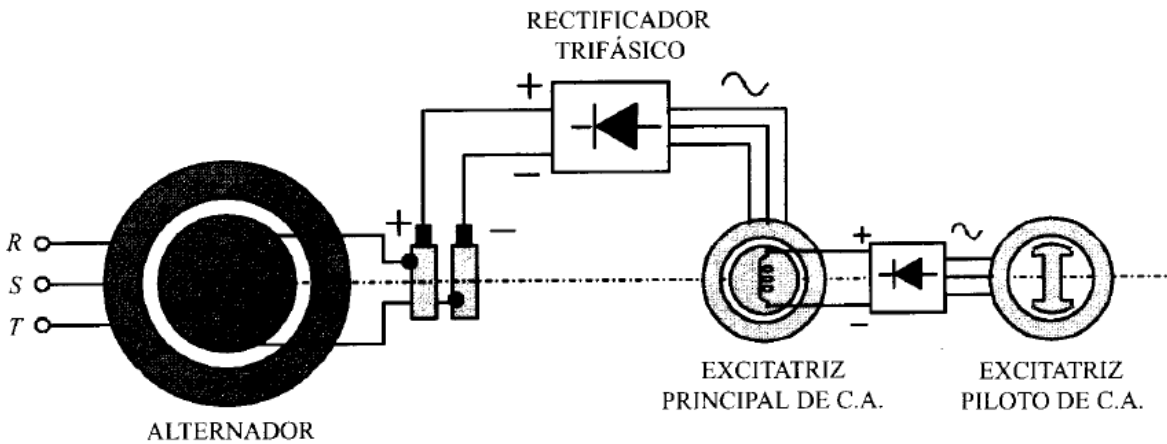 RECTIFICADOR
TRIFÁSICO
+
−
+
−
R
S
T
+
−
EXCITATRIZ
PRINCIPAL DE C.A.
EXCITATRIZ
PILOTO DE C.A.
ALTERNADOR